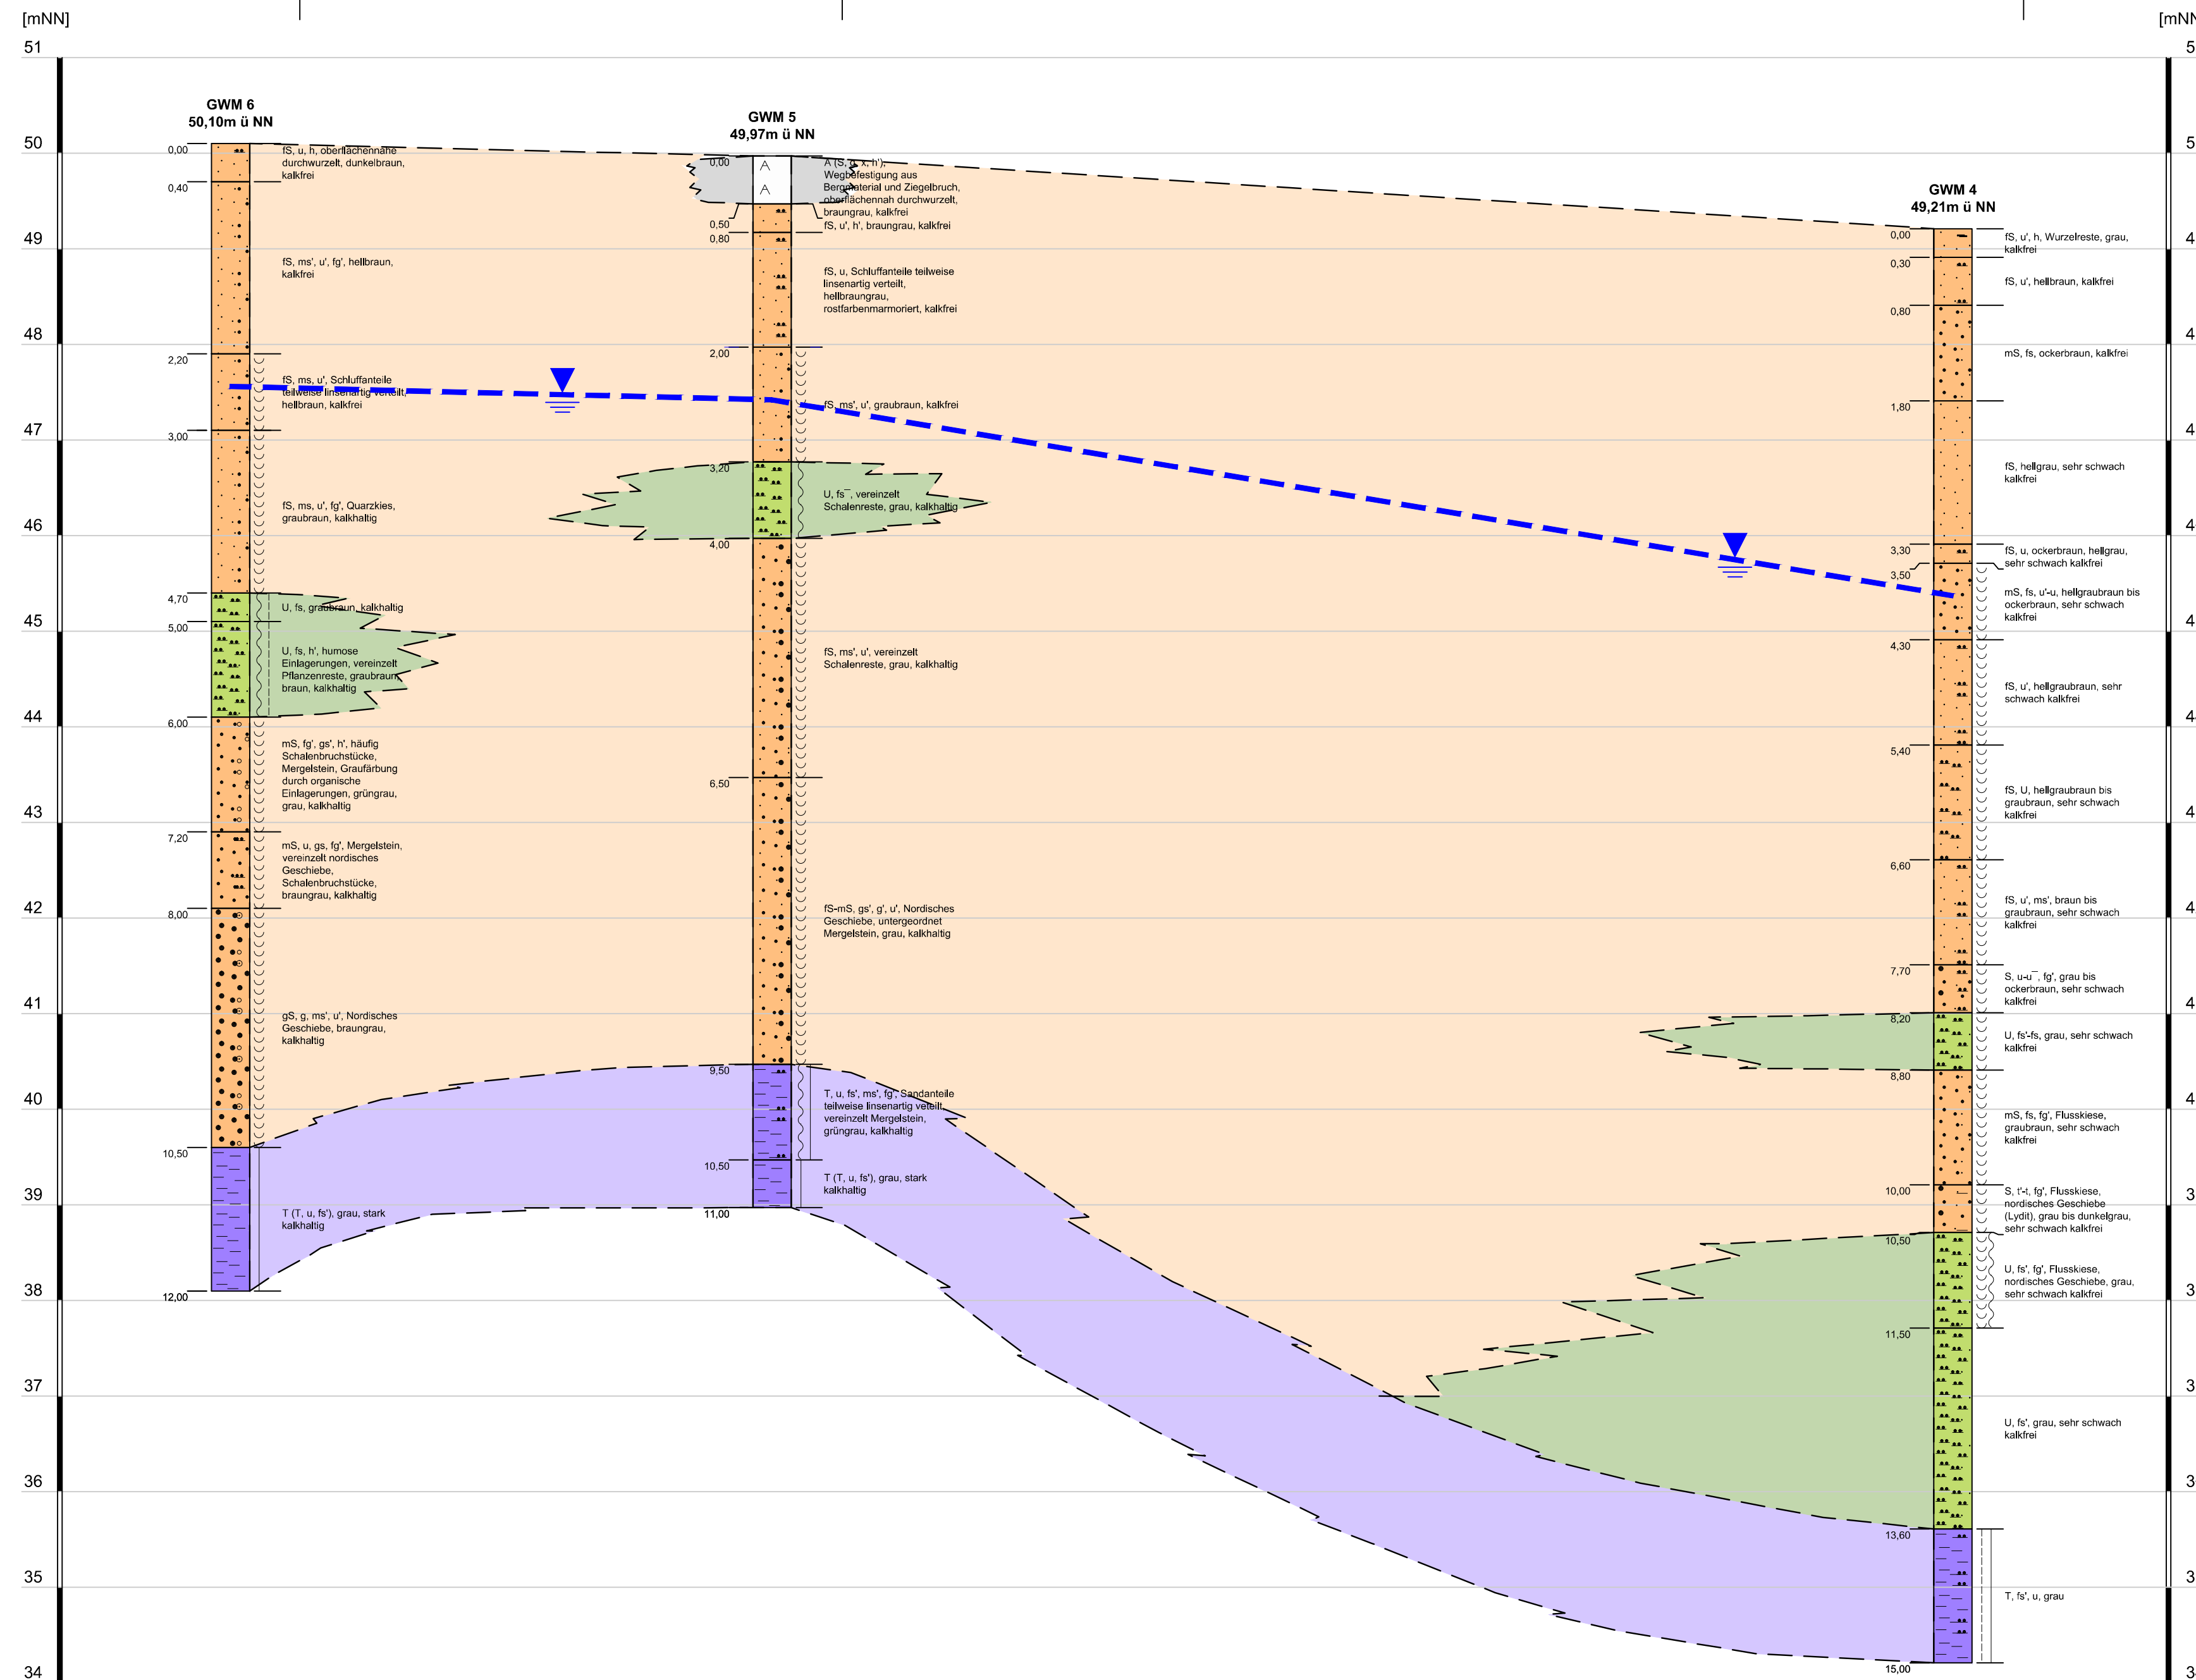 [mNN]
51
50
49
48
47
46
45
44
43
42
41
40
39
38
37
36
35
34
GWM 6
50,10m ü NN
0,00
0,40
2,20
3,00
4,70
5,00
6,00
7,20
8,00
10,50
12,00
fS, u, h, oberflächennahe
durchwurzelt, dunkelbraun,
kalkfrei
fS, ms', u', fg', hellbraun,
kalkfrei
fS, ms, u', Schluffanteile
teilweise linsenartig verteilt,
hellbraun, kalkfrei
fS, ms, u', fg', Quarzkies,
graubraun, kalkhaltig
U, fs, graubraun, kalkhaltig
U, fs, h', humose
Einlagerungen, vereinzelt
Pflanzenreste, graubraun,
braun, kalkhaltig
mS, fg', gs', h', häufig
Schalenbruchstücke,
Mergelstein, Graufärbung
durch organische
Einlagerungen, grüngrau,
grau, kalkhaltig
mS, u, gs, fg', Mergelstein,
vereinzelt nordisches
Geschiebe,
Schalenbruchstücke,
braungrau, kalkhaltig
gS, g, ms', u', Nordisches
Geschiebe, braungrau,
kalkhaltig
T (T, u, fs'), grau, stark
kalkhaltig
GWM 5
49,97m ü NN
0,00
0,50
0,80
2,00
3,20
4,00
6,50
9,50
10,50
11,00
A
A
A (S, x, h'),
Wegbefestigung aus
Bergmaterial und Ziegelbruch,
oberflächennah durchwurzelt,
braungrau, kalkfrei
fS, u', h', braungrau, kalkfrei
fS, u, Schluffanteile teilweise
linsenartig verteilt,
hellbraungrau,
rostfarbenmarmoriert, kalkfrei
fS, ms', u', graubraun, kalkfrei
U, fs¯, vereinzelt
Schalenreste, grau, kalkhaltig
fS, ms', u', vereinzelt
Schalenreste, grau, kalkhaltig
fS-mS, gs', g', u', Nordisches
Geschiebe, untergeordnet
Mergelstein, grau, kalkhaltig
T, u, fs', ms', fg', Sandanteile
teilweise linsenartig veteilt,
vereinzelt Mergelstein,
grüngrau, kalkhaltig
T (T, u, fs'), grau, stark
kalkhaltig
GWM 4
49,21m ü NN
0,00
0,30
0,80
1,80
3,30
3,50
4,30
5,40
6,60
7,70
8,20
8,80
10,00
10,50
11,50
13,60
15,00
fS, u', h, Wurzelreste, grau,
kalkfrei
fS, u', hellbraun, kalkfrei
mS, fs, ockerbraun, kalkfrei
fS, hellgrau, sehr schwach
kalkfrei
fS, u, ockerbraun, hellgrau,
sehr schwach kalkfrei
mS, fs, u'-u, hellgraubraun bis
ockerbraun, sehr schwach
kalkfrei
fS, u', hellgraubraun, sehr
schwach kalkfrei
fS, U, hellgraubraun bis
graubraun, sehr schwach
kalkfrei
fS, u', ms', braun bis
graubraun, sehr schwach
kalkfrei
S, u-u¯, fg', grau bis
ockerbraun, sehr schwach
kalkfrei
U, fs'-fs, grau, sehr schwach
kalkfrei
mS, fs, fg', Flusskiese,
graubraun, sehr schwach
kalkfrei
S, t'-t, fg', Flusskiese,
nordisches Geschiebe
(Lydit), grau bis dunkelgrau,
sehr schwach kalkfrei
U, fs', fg', Flusskiese,
nordisches Geschiebe, grau,
sehr schwach kalkfrei
U, fs', grau, sehr schwach
kalkfrei
T, fs', u, grau